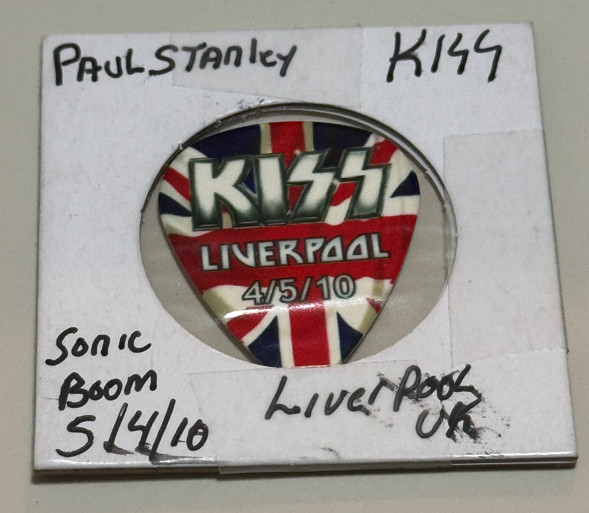 PAUL STANLEY KISS
KISS
LIVERPOOL
4/5/10
SONIC
BOOM
5/4/10
LIVERPOOL
UK